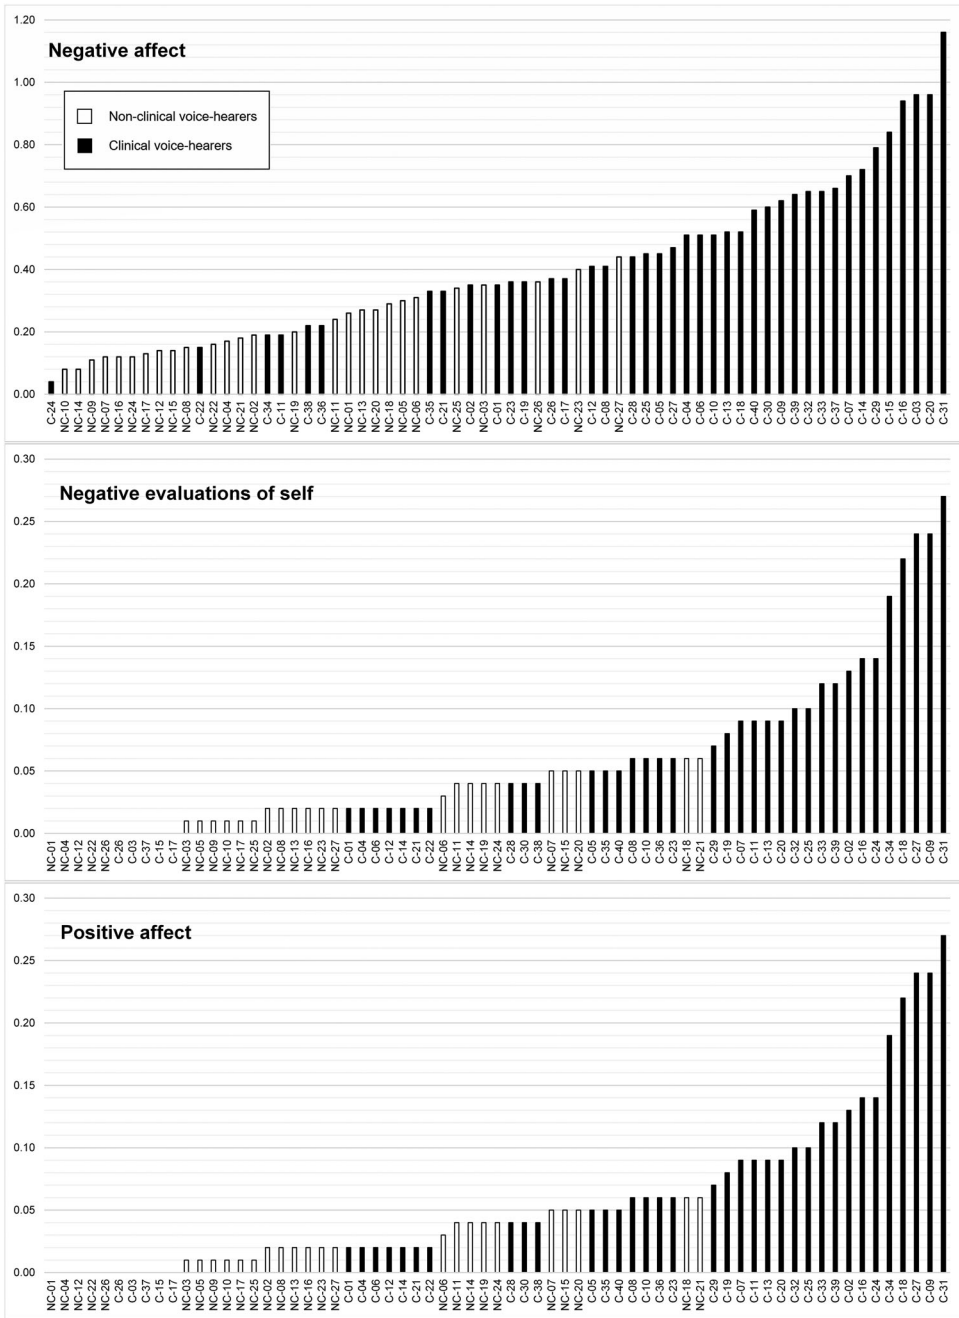 1.20
Negative affect
1.00
Non-clinical voice-hearers
Clinical voice-hearers
0.80
0.60
0.40
0.20
0.00
C-24 NC-10 NC-14 NC-09 NC-07 NC-16 NC-24 NC-17 NC-12 NC-15 NC-08 C-22 NC-22 NC-04 NC-21 NC-02 C-34 C-11 NC-19 C-38 C-36 NC-11 NC-01 NC-13 NC-20 NC-18 NC-05 NC-06 C-35 C-21 NC-25 C-02 NC-03 C-01 C-23 C-19 NC-26 C-26 C-17 NC-23 C-12 C-08 NC-27 C-28 C-25 C-05 C-27 C-04 C-06 C-10 C-13 C-18 C-40 C-30 C-09 C-39 C-32 C-33 C-37 C-07 C-14 C-29 C-15 C-16 C-03 C-20 C-31
0.30
Negative evaluations of self
0.25
0.20
0.15
0.10
0.05
0.00
NC-01 NC-04 NC-12 NC-22 NC-26 C-26 C-03 C-37 C-15 C-17 NC-03 NC-05 NC-09 NC-10 NC-17 NC-25 NC-02 NC-08 NC-13 NC-16 NC-23 NC-27 C-01 C-04 C-06 C-12 C-14 C-21 C-22 NC-06 NC-11 NC-14 NC-19 NC-24 C-28 C-30 C-38 NC-07 NC-15 NC-20 C-05 C-35 C-40 C-08 C-10 C-36 C-23 NC-18 NC-21 C-29 C-19 C-07 C-11 C-13 C-20 C-32 C-25 C-33 C-39 C-02 C-16 C-24 C-34 C-18 C-27 C-09 C-31
0.30
Positive affect
0.25
0.20
0.15
0.10
0.05
0.00
NC-01 NC-04 NC-12 NC-22 NC-26 C-26 C-03 C-37 C-15 C-17 NC-03 NC-05 NC-09 NC-10 NC-17 NC-25 NC-02 NC-08 NC-13 NC-16 NC-23 NC-27 C-01 C-04 C-06 C-12 C-14 C-21 C-22 NC-06 NC-11 NC-14 NC-19 NC-24 C-28 C-30 C-38 NC-07 NC-15 NC-20 C-05 C-35 C-40 C-08 C-10 C-36 C-23 NC-18 NC-21 C-29 C-19 C-07 C-11 C-13 C-20 C-32 C-25 C-33 C-39 C-02 C-16 C-24 C-34 C-18 C-27 C-09 C-31